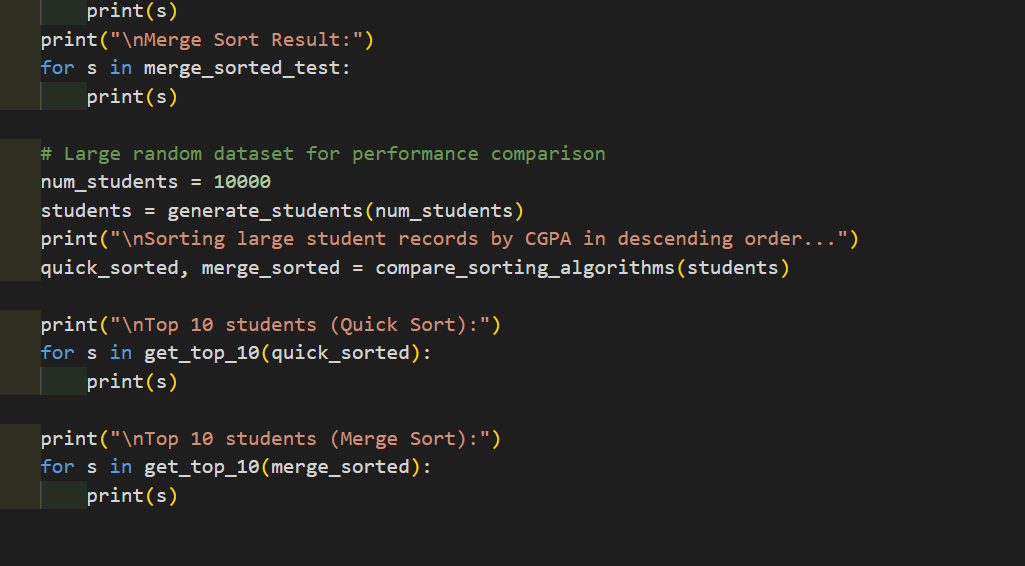 print(s)
    print("\nMerge Sort Result:")
    for s in merge_sorted_test:
        print(s)

    # Large random dataset for performance comparison
    num_students = 10000
    students = generate_students(num_students)
    print("\nSorting large student records by CGPA in descending order...")
    quick_sorted, merge_sorted = compare_sorting_algorithms(students)

    print("\nTop 10 students (Quick Sort):")
    for s in get_top_10(quick_sorted):
        print(s)

    print("\nTop 10 students (Merge Sort):")
    for s in get_top_10(merge_sorted):
        print(s)